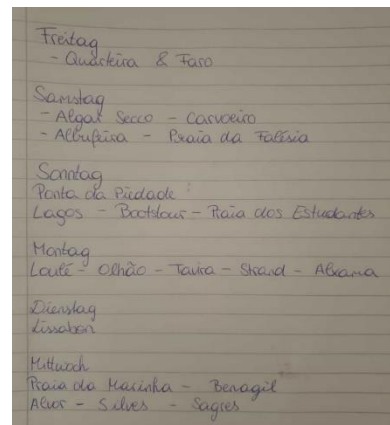 Freitag
- Quarteira & Faro
Samstag
- Algar Secco - Carvoeiro
- Albufeira - Praia da Falésia
Sonntag
Ponta da Piedade :
Lagos - Bootstour - Praia dos Estudantes
Montag
Loulé - Olhão - Tavira - Strand -
Dienstag
Lissabon
Mittwoch
Praia da Marinha - Benagil
Alvor - Silves - Sagres